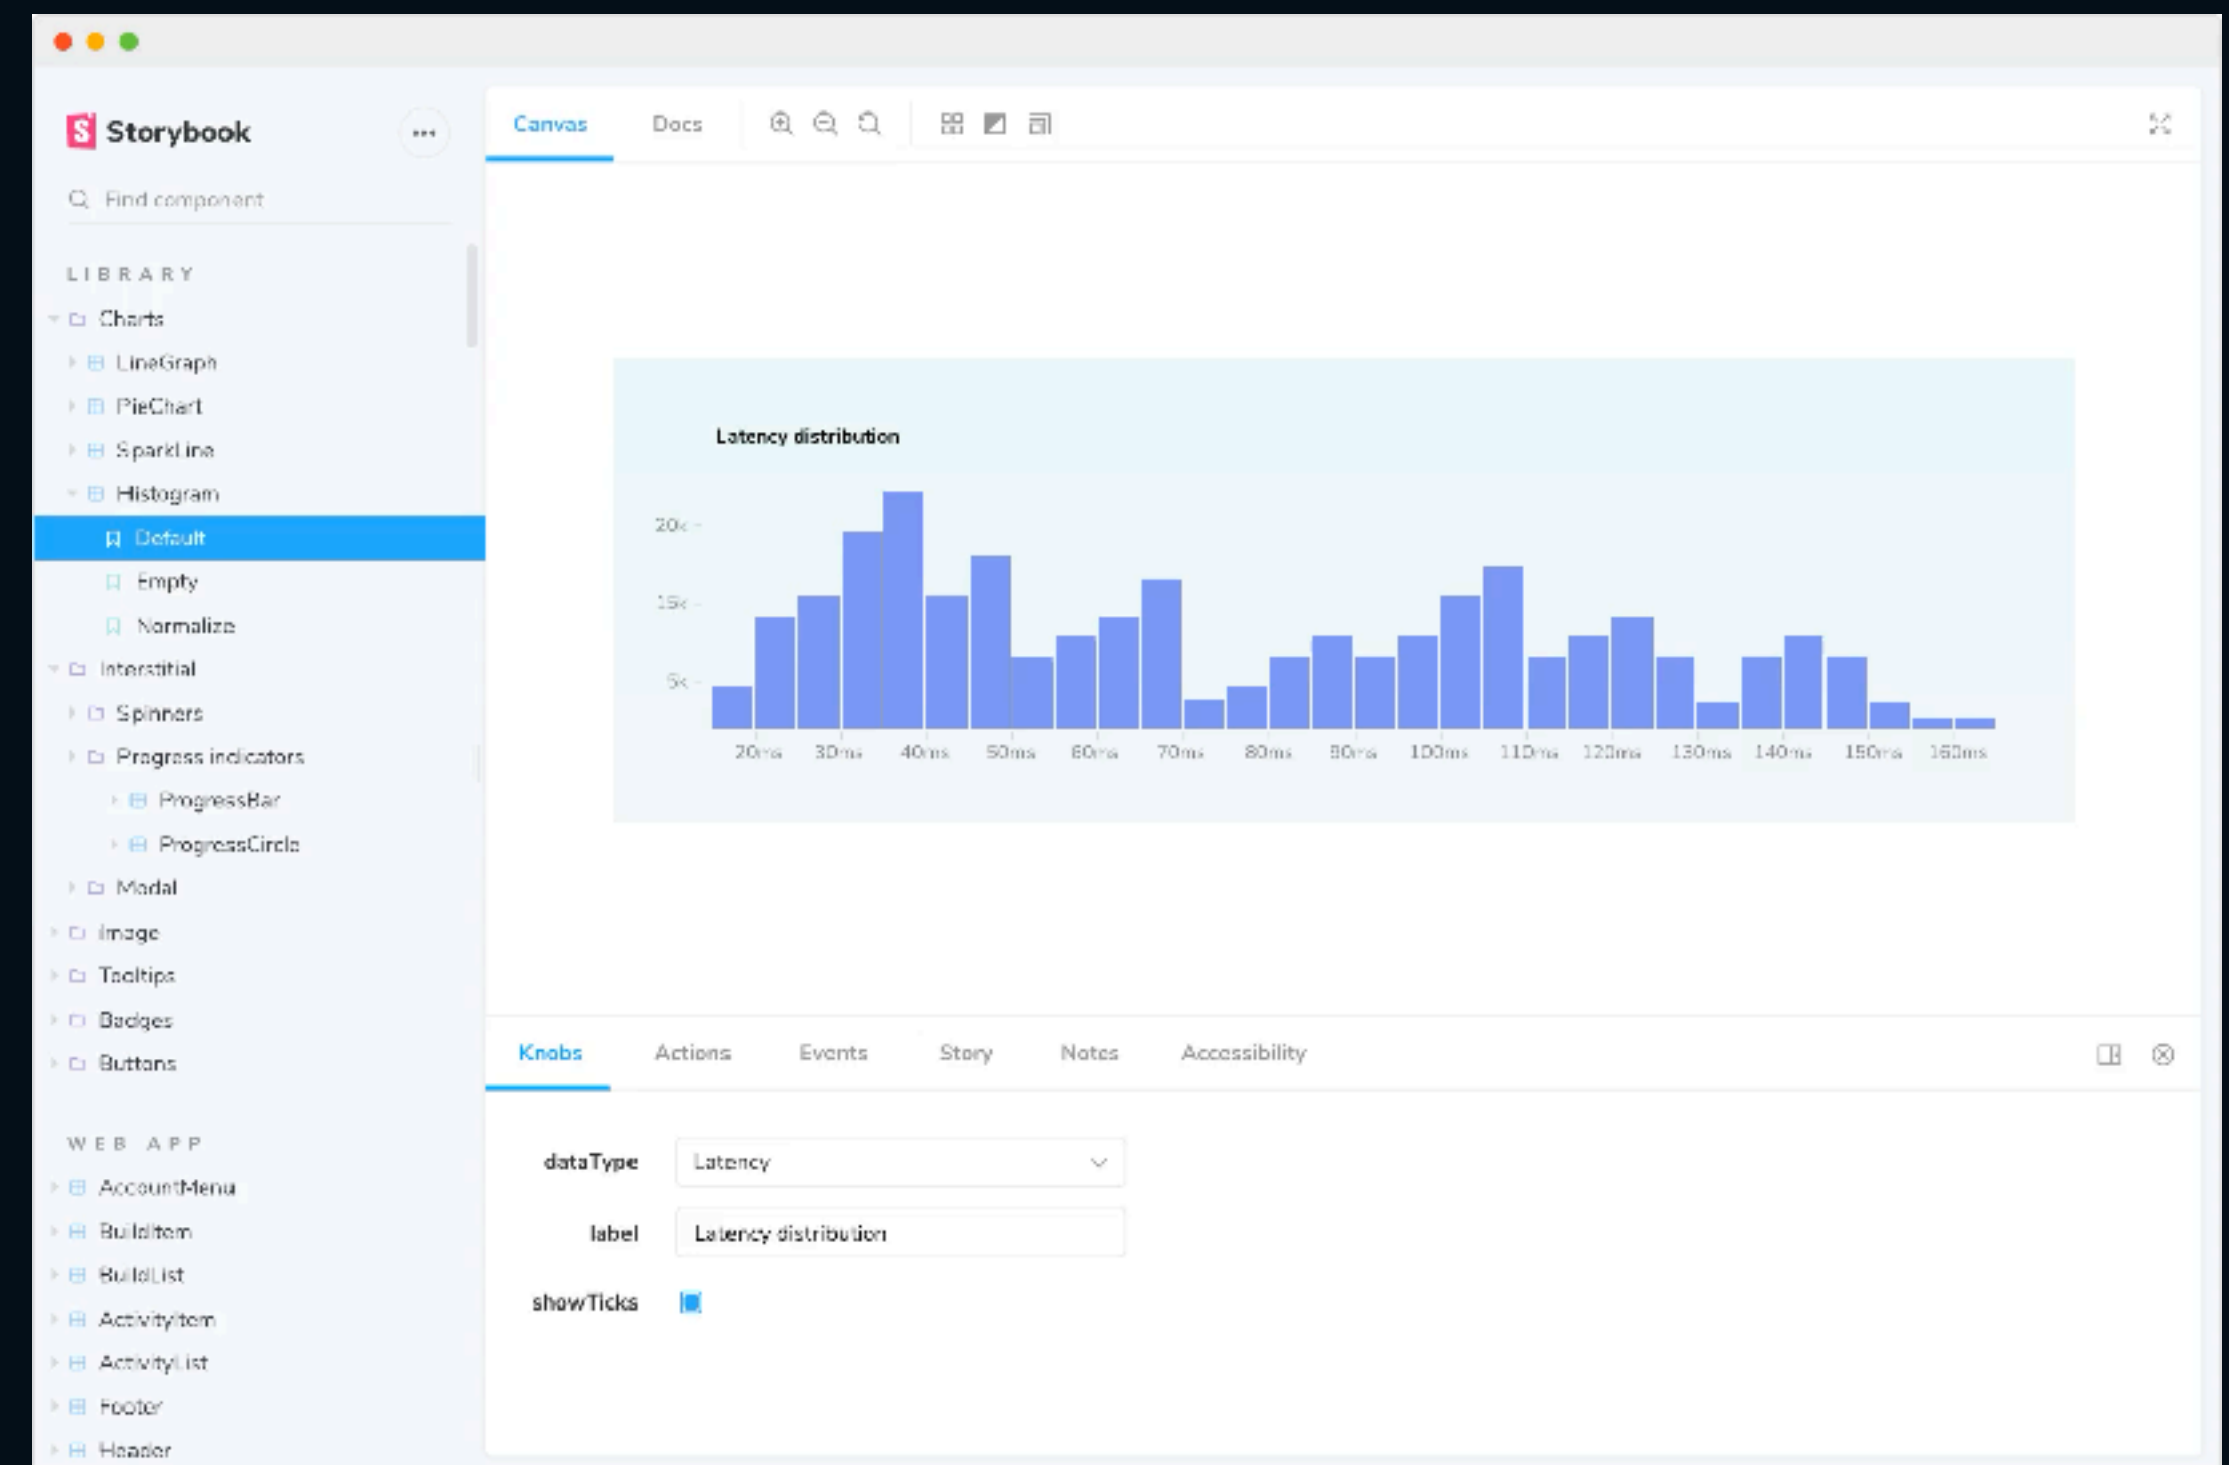 Storybook
Find component
LIBRARY
Charts
LineGraph
PieChart
SparkLine
Histogram
Default
Empty
Normalize
Interstitial
Spinners
Progress indicators
ProgressBar
ProgressCircle
Modal
Image
Tooltips
Badges
Buttons
WEB APP
AccountMenu
BuildItem
BuildList
ActivityItem
ActivityList
Footer
Header
Canvas Docs
Latency distribution
20k
15k
5k
20ms 30ms 40ms 50ms 60ms 70ms 80ms 90ms 100ms 110ms 120ms 130ms 140ms 150ms 160ms
Knobs Actions Events Story Notes Accessibility
dataType Latency
label Latency distribution
showTicks